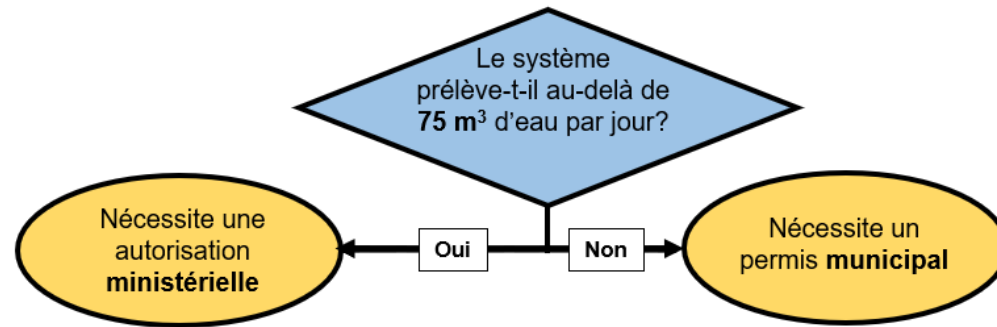 Le système
prélève-t-il au-delà de
75 m³ d'eau par jour?
Nécessite une
autorisation
ministérielle
Oui
Non
Nécessite un
permis municipal